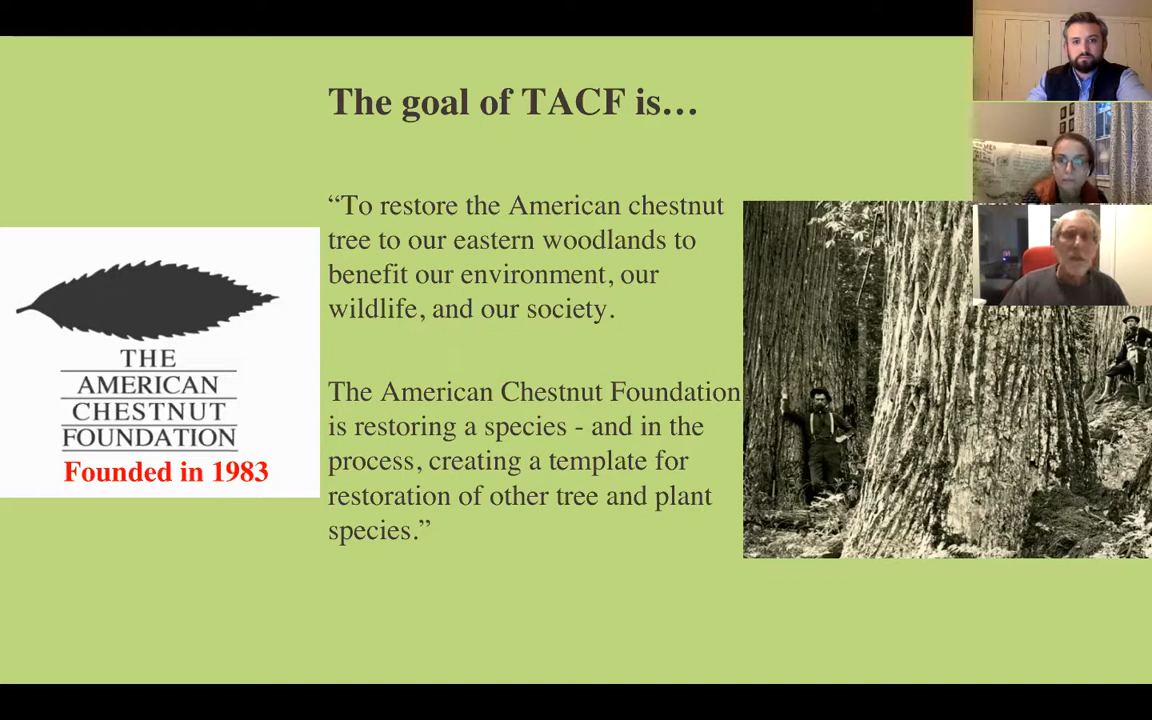 The goal of TACF is…
“To restore the American chestnut
tree to our eastern woodlands to
benefit our environment, our
wildlife, and our society.
The American Chestnut Foundation
is restoring a species - and in the
process, creating a template for
restoration of other tree and plant
species.”
THE
AMERICAN
CHESTNUT
FOUNDATION
Founded in 1983